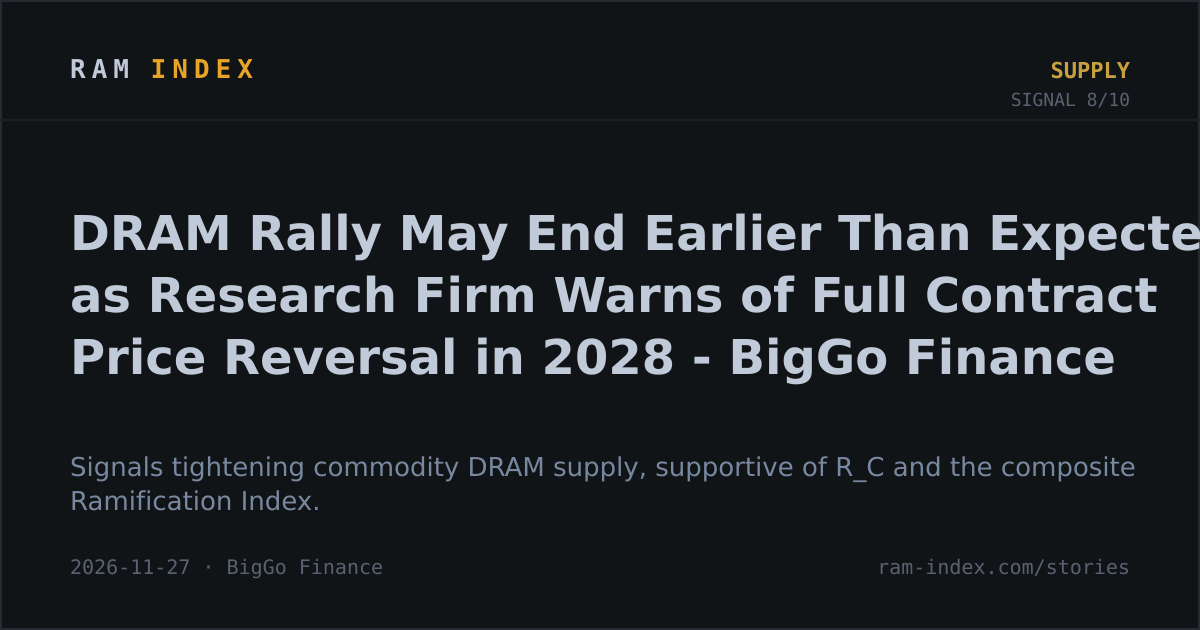 RAM INDEX
SUPPLY
SIGNAL 8/10
DRAM Rally May End Earlier Than Expecte
as Research Firm Warns of Full Contract
Price Reversal in 2028 - BigGo Finance
Signals tightening commodity DRAM supply, supportive of R_C and the composite
Ramification Index.
2026-11-27 · BigGo Finance
ram-index.com/stories